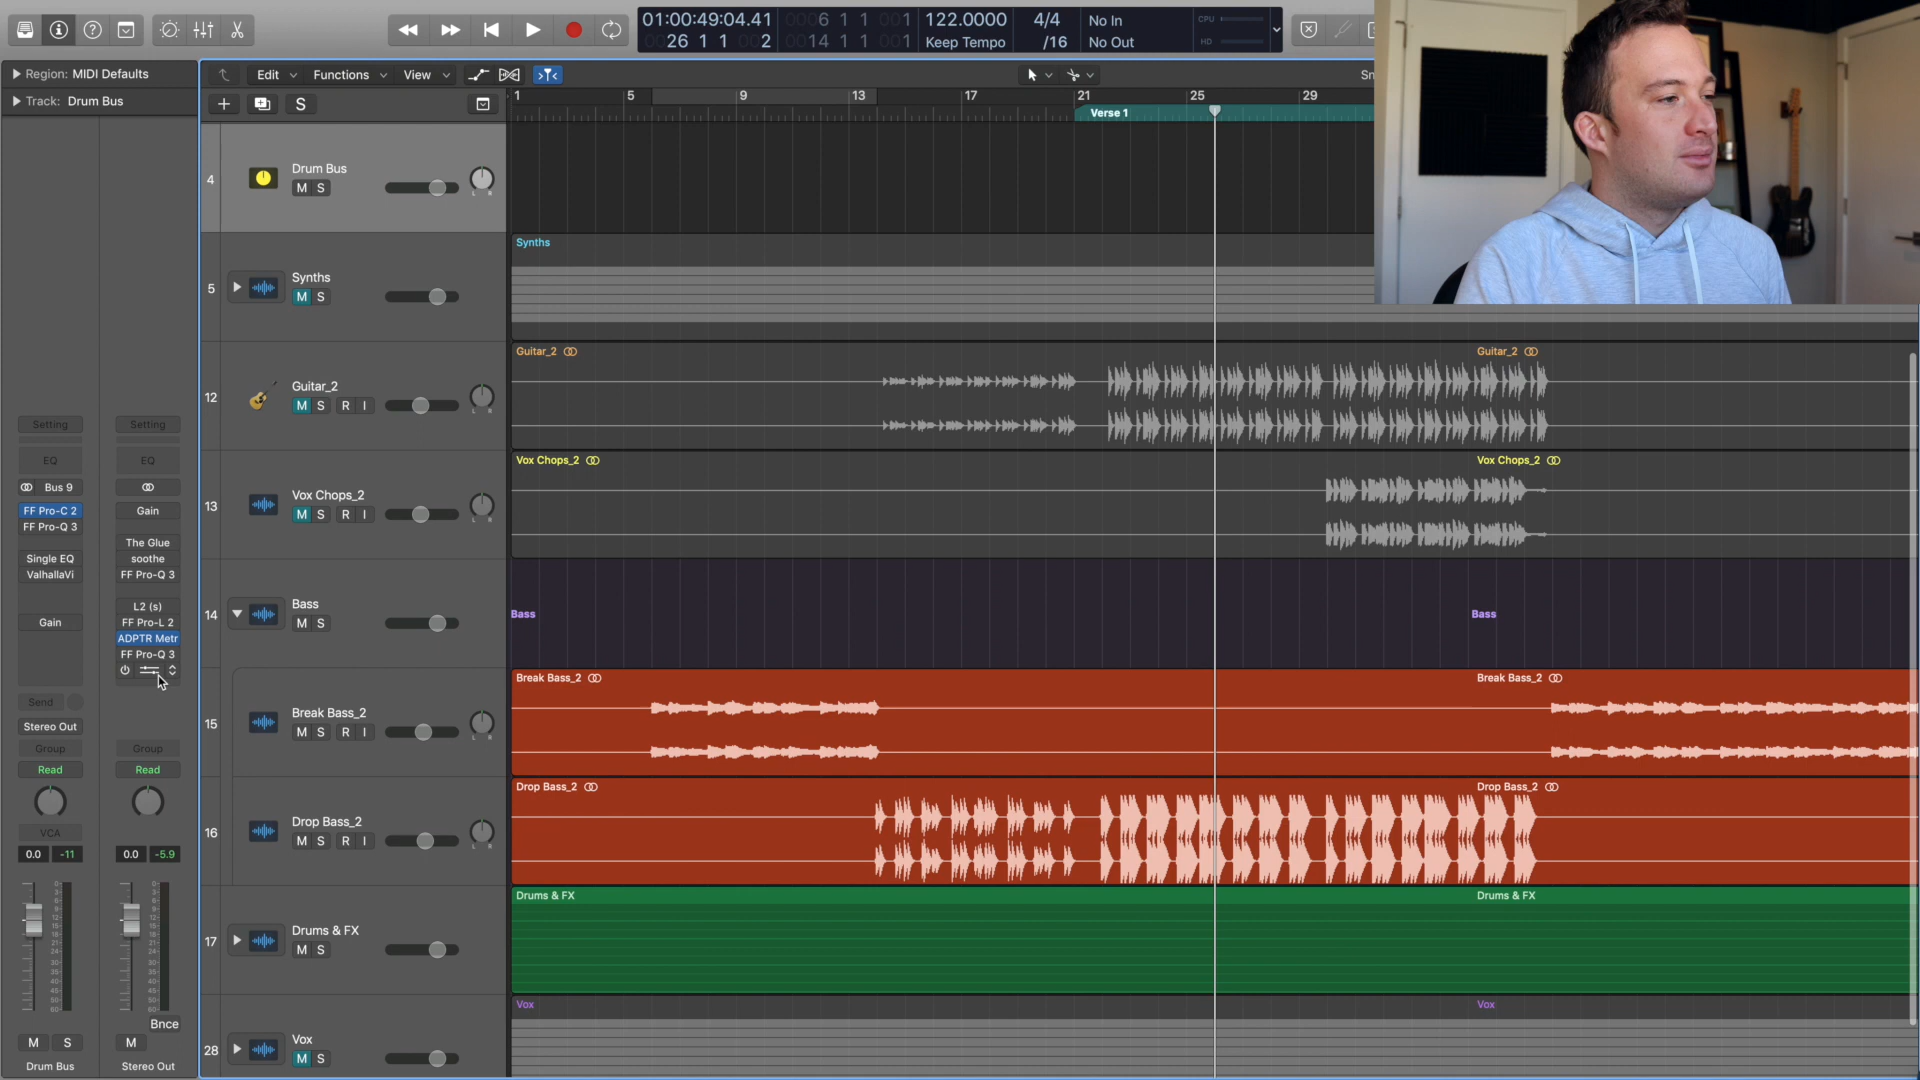 01:00:49:04.41
26 1 1 002
0006 1 1 001
0014 1 1 001
122.0000
Keep Tempo
4/4
/16
No In
No Out
CPU
HD
Region: MIDI Defaults
Edit
Functions
View
Track: Drum Bus
S
1
5
9
13
17
21
25
29
Verse 1
4
Drum Bus
M S
Synths
5
Synths
M S
Guitar_2
Guitar_2
12
Guitar_2
M S R I
Vox Chops_2
Vox Chops_2
13
Vox Chops_2
M S R I
14
Bass
M S
Bass
Bass
Break Bass_2
Break Bass_2
15
Break Bass_2
M S R I
Drop Bass_2
Drop Bass_2
16
Drop Bass_2
M S R I
Drums & FX
Drums & FX
17
Drums & FX
M S
Vox
Vox
28
Vox
M S
Setting
EQ
Bus 9
FF Pro-C 2
FF Pro-Q 3
Single EQ
ValhallaVi
Gain
Send
Stereo Out
Group
Read
VCA
0.0
-11
M
S
Drum Bus
Setting
EQ
Gain
The Glue
soothe
FF Pro-Q 3
L2 (s)
FF Pro-L 2
ADPTR Metr
FF Pro-Q 3
Group
Read
0.0
-5.9
Bnce
M
Stereo Out